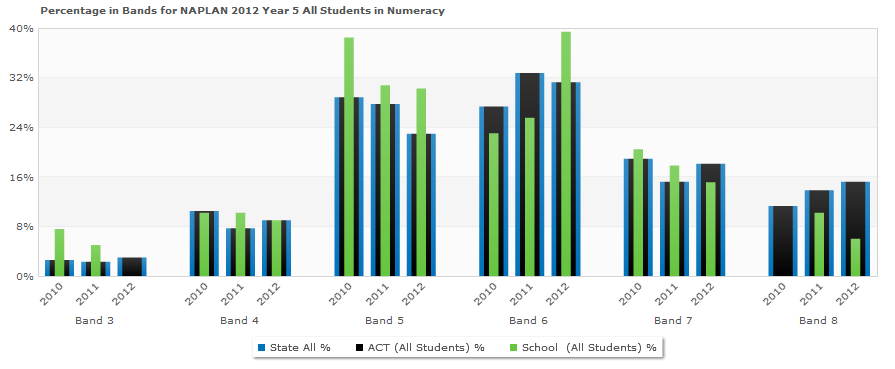 Percentage in Bands for NAPLAN 2012 Year 5 All Students in Numeracy
40%
32%
24%
16%
8%
0%
2010 2011 2012 2010 2011 2012 2010 2011 2012 2010 2011 2012 2010 2011 2012 2010 2011 2012
Band 3 Band 4 Band 5 Band 6 Band 7 Band 8
State All % ACT (All Students) % School (All Students) %